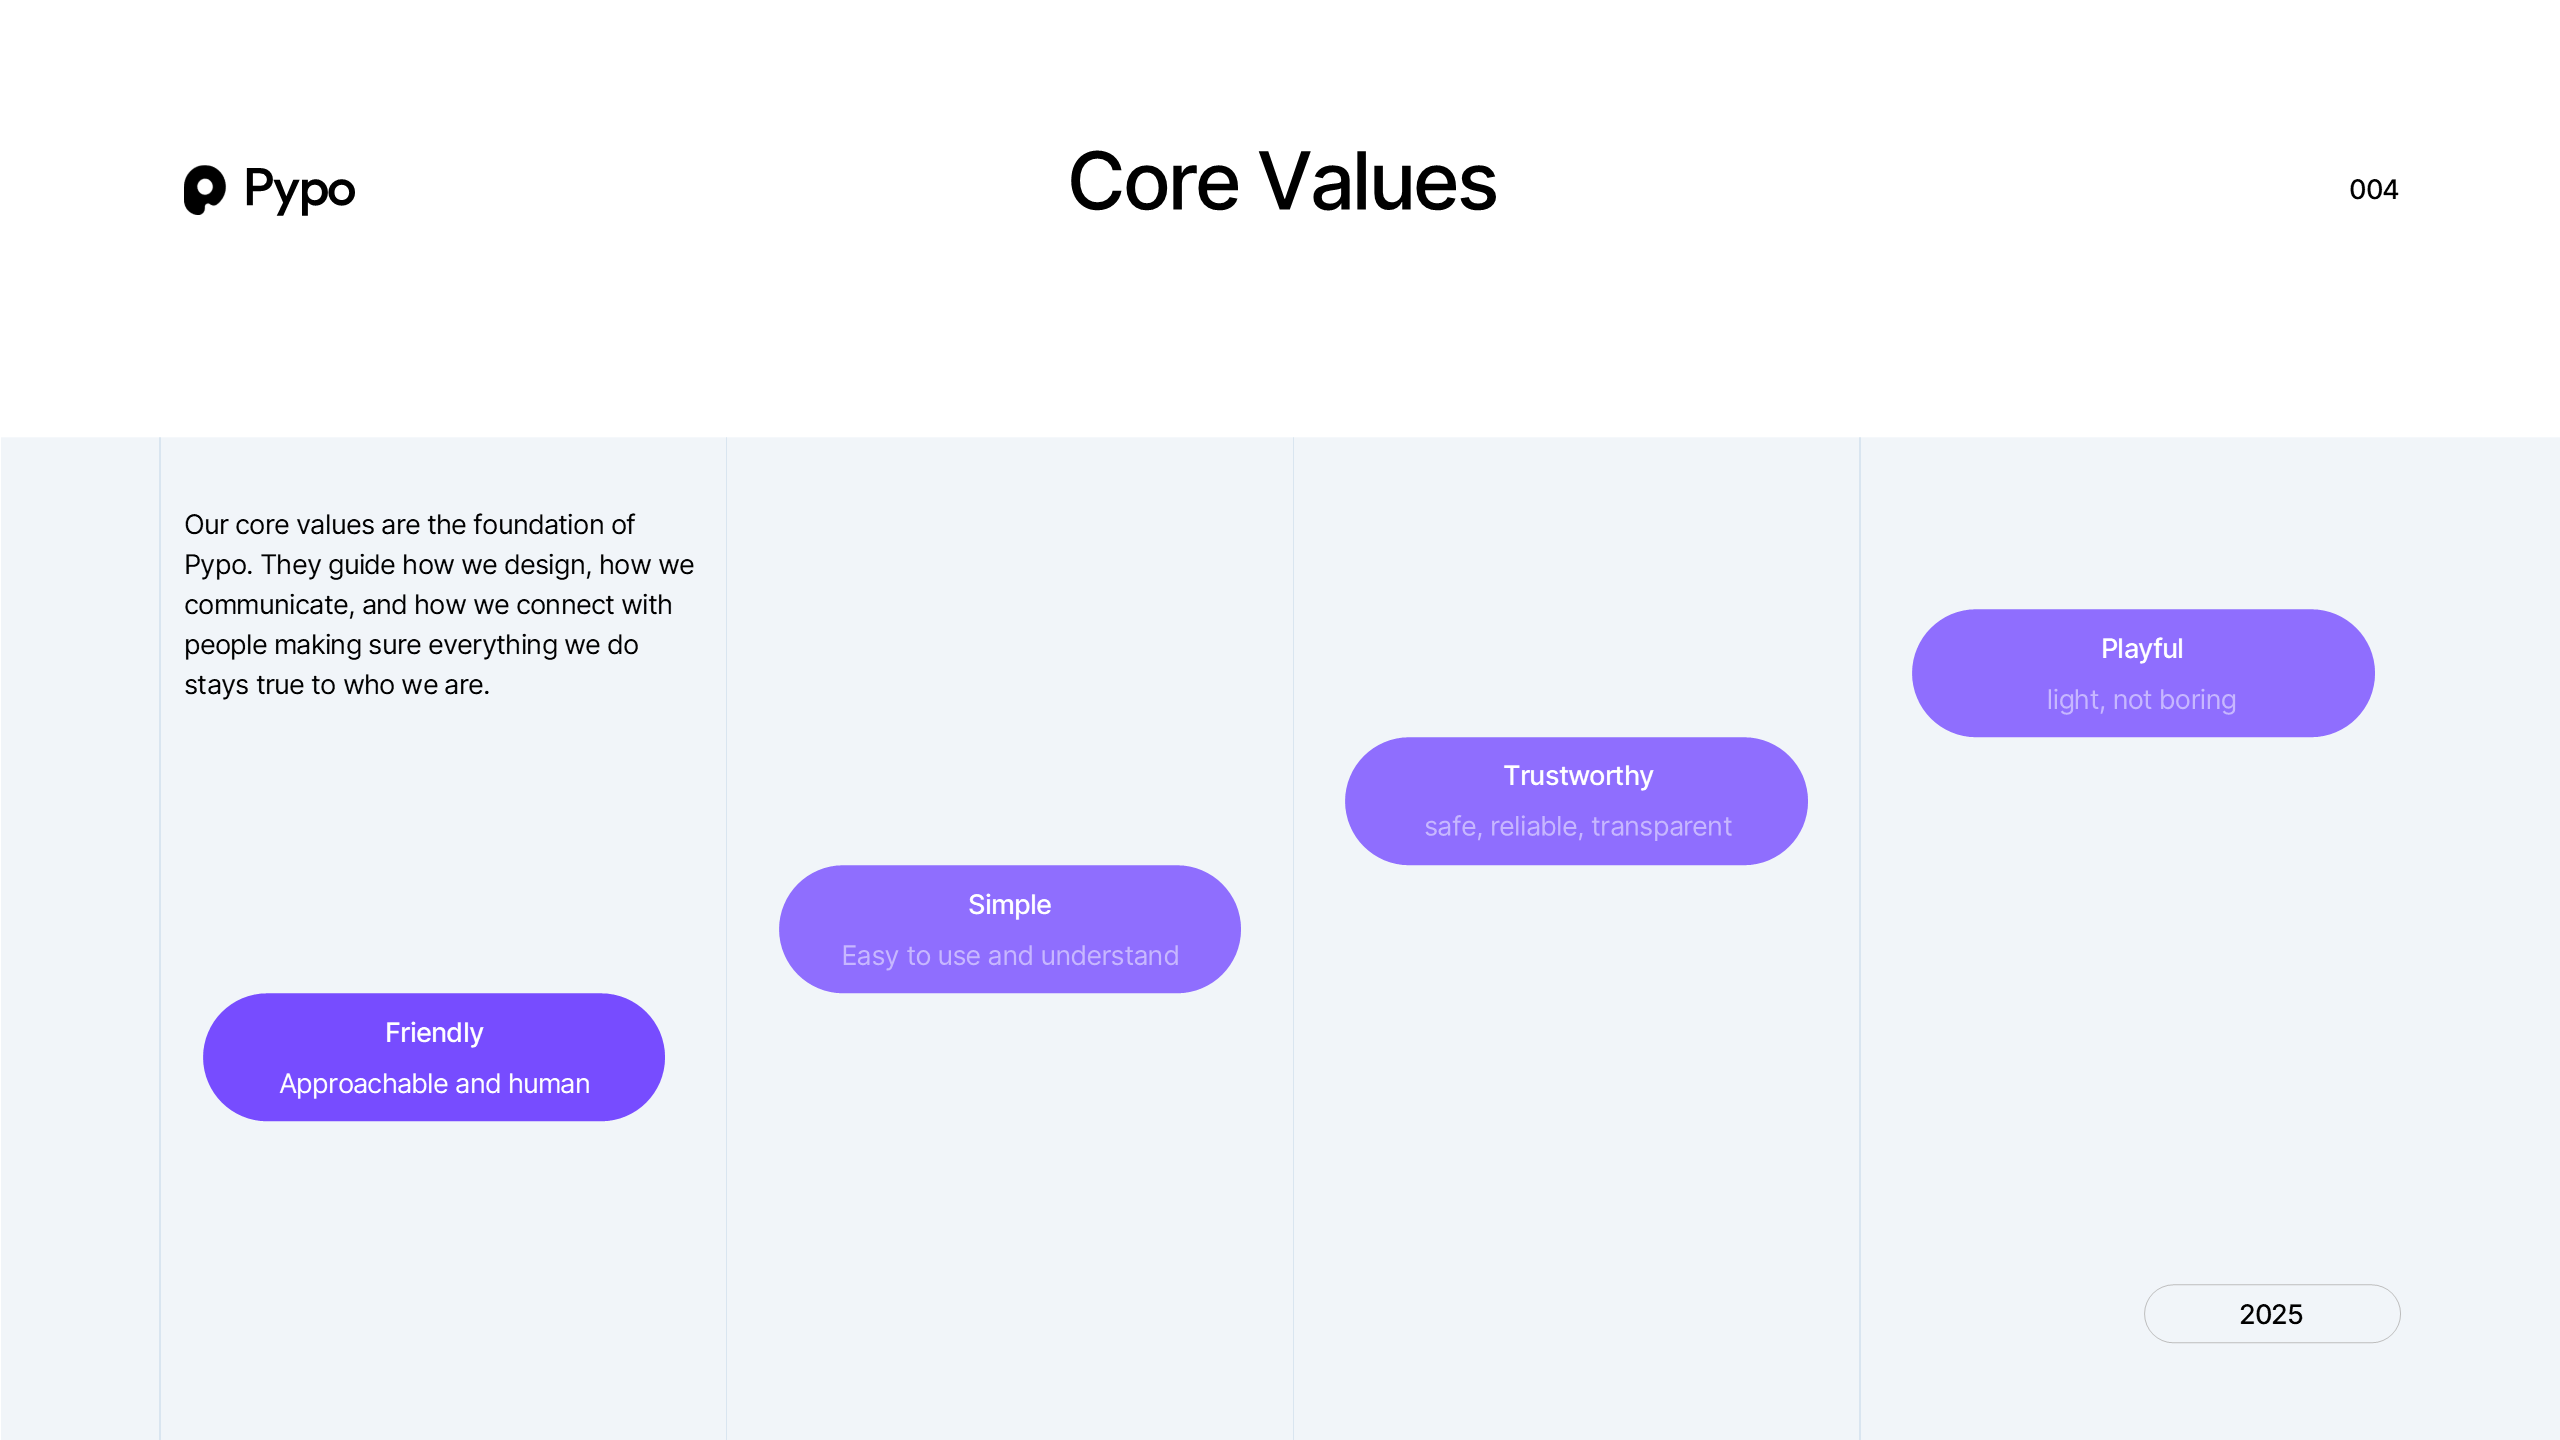 Pypo
Core Values
004
Our core values are the foundation of
Pypo. They guide how we design, how we
communicate, and how we connect with
people making sure everything we do
stays true to who we are.
Friendly
Approachable and human
Simple
Easy to use and understand
Trustworthy
safe, reliable, transparent
Playful
light, not boring
2025